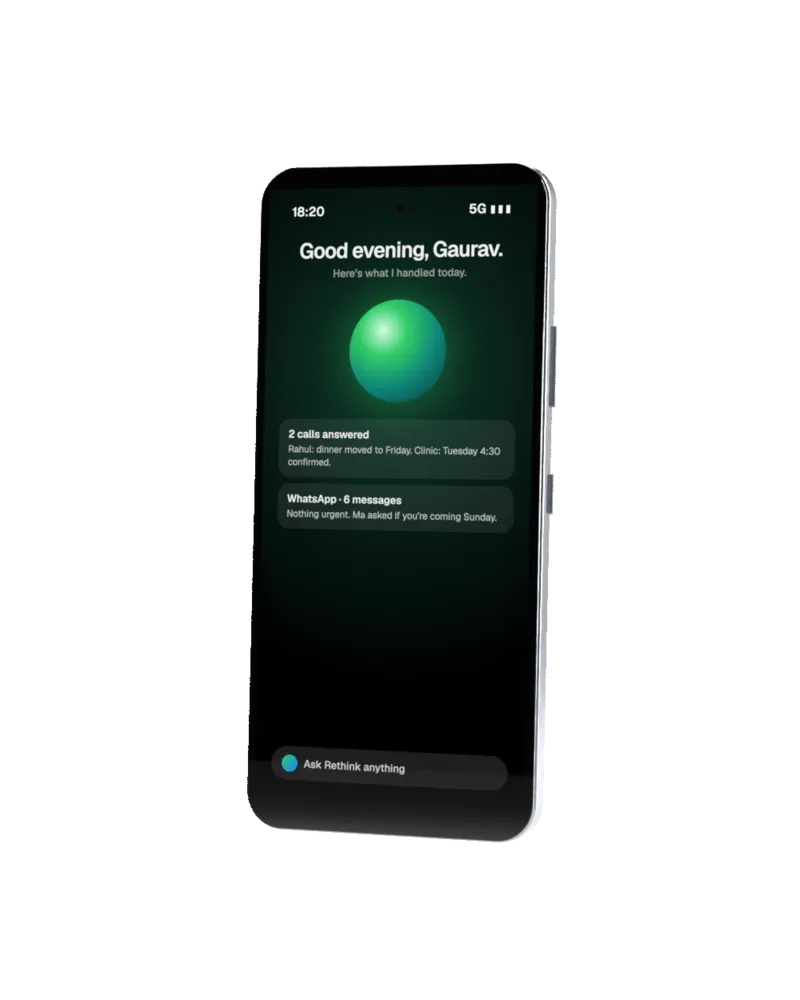 18:20
5G
Good evening, Gaurav.
Here's what I handled today.
2 calls answered
Rahul: dinner moved to Friday. Clinic: Tuesday 4:30
confirmed.
WhatsApp · 6 messages
Nothing urgent. Ma asked if you're coming Sunday.
Ask Rethink anything